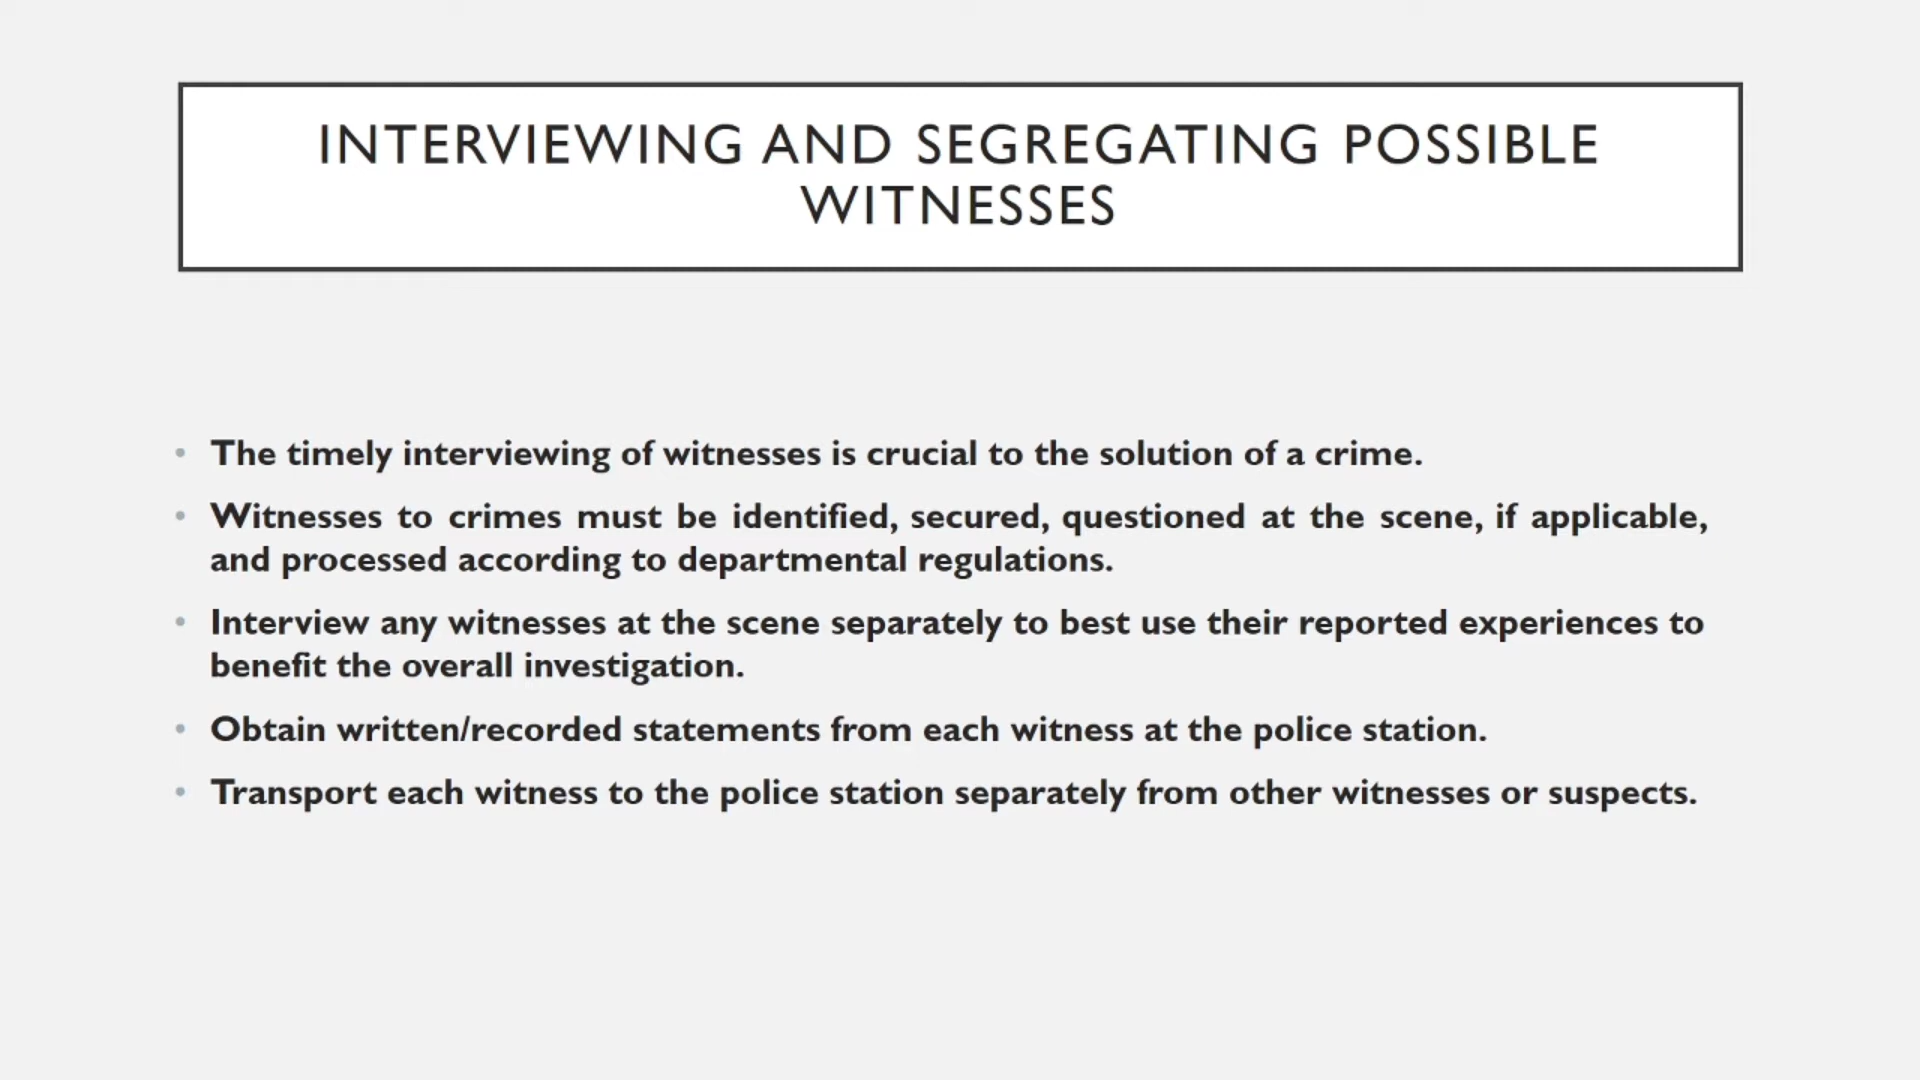 INTERVIEWING AND SEGREGATING POSSIBLE
WITNESSES
• The timely interviewing of witnesses is crucial to the solution of a crime.
• Witnesses to crimes must be identified, secured, questioned at the scene, if applicable,
and processed according to departmental regulations.
• Interview any witnesses at the scene separately to best use their reported experiences to
benefit the overall investigation.
• Obtain written/recorded statements from each witness at the police station.
• Transport each witness to the police station separately from other witnesses or suspects.